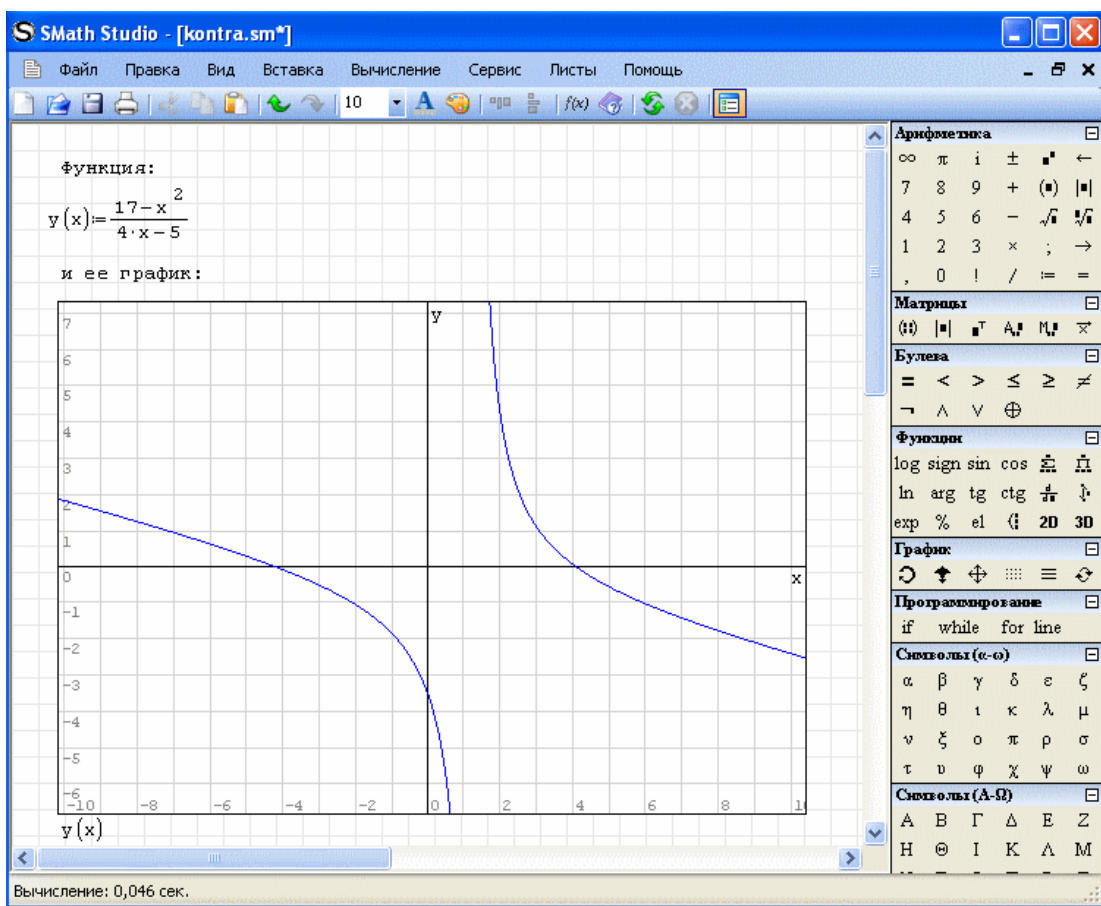 SMath Studio - [kontra.sm*]
Файл Правка Вид Вставка Вычисление Сервис Листы Помощь
10 A f(x)
Функция:
y(x):=(17-x^2)/(4·x-5)
и ее график:
y
7
6
5
4
3
2
1
0
x
-1
-2
-3
-4
-5
-6
-10 -8 -6 -4 -2 0 2 4 6 8 1
y(x)
Арифметика
∞ π i ± ▪▪ ←
7 8 9 + (▪) |▪|
4 5 6 − √▪ ▪√▪
1 2 3 × ; →
, 0 ! / := =
Матрицы
|▪| ▪T A▪▪ M▪▪
Булева
= < > ≤ ≥ ≠
¬ ∧ ∨ ⊕
Функции
log sign sin cos
ln arg tg ctg
exp % el 2D 3D
График
Программирование
if while for line
Символы (α-ω)
α β γ δ ε ζ
η θ ι κ λ μ
ν ξ ο π ρ σ
τ υ φ χ ψ ω
Символы (Α-Ω)
Α Β Γ Δ Ε Ζ
Η Θ Ι Κ Λ Μ
Вычисление: 0,046 сек.